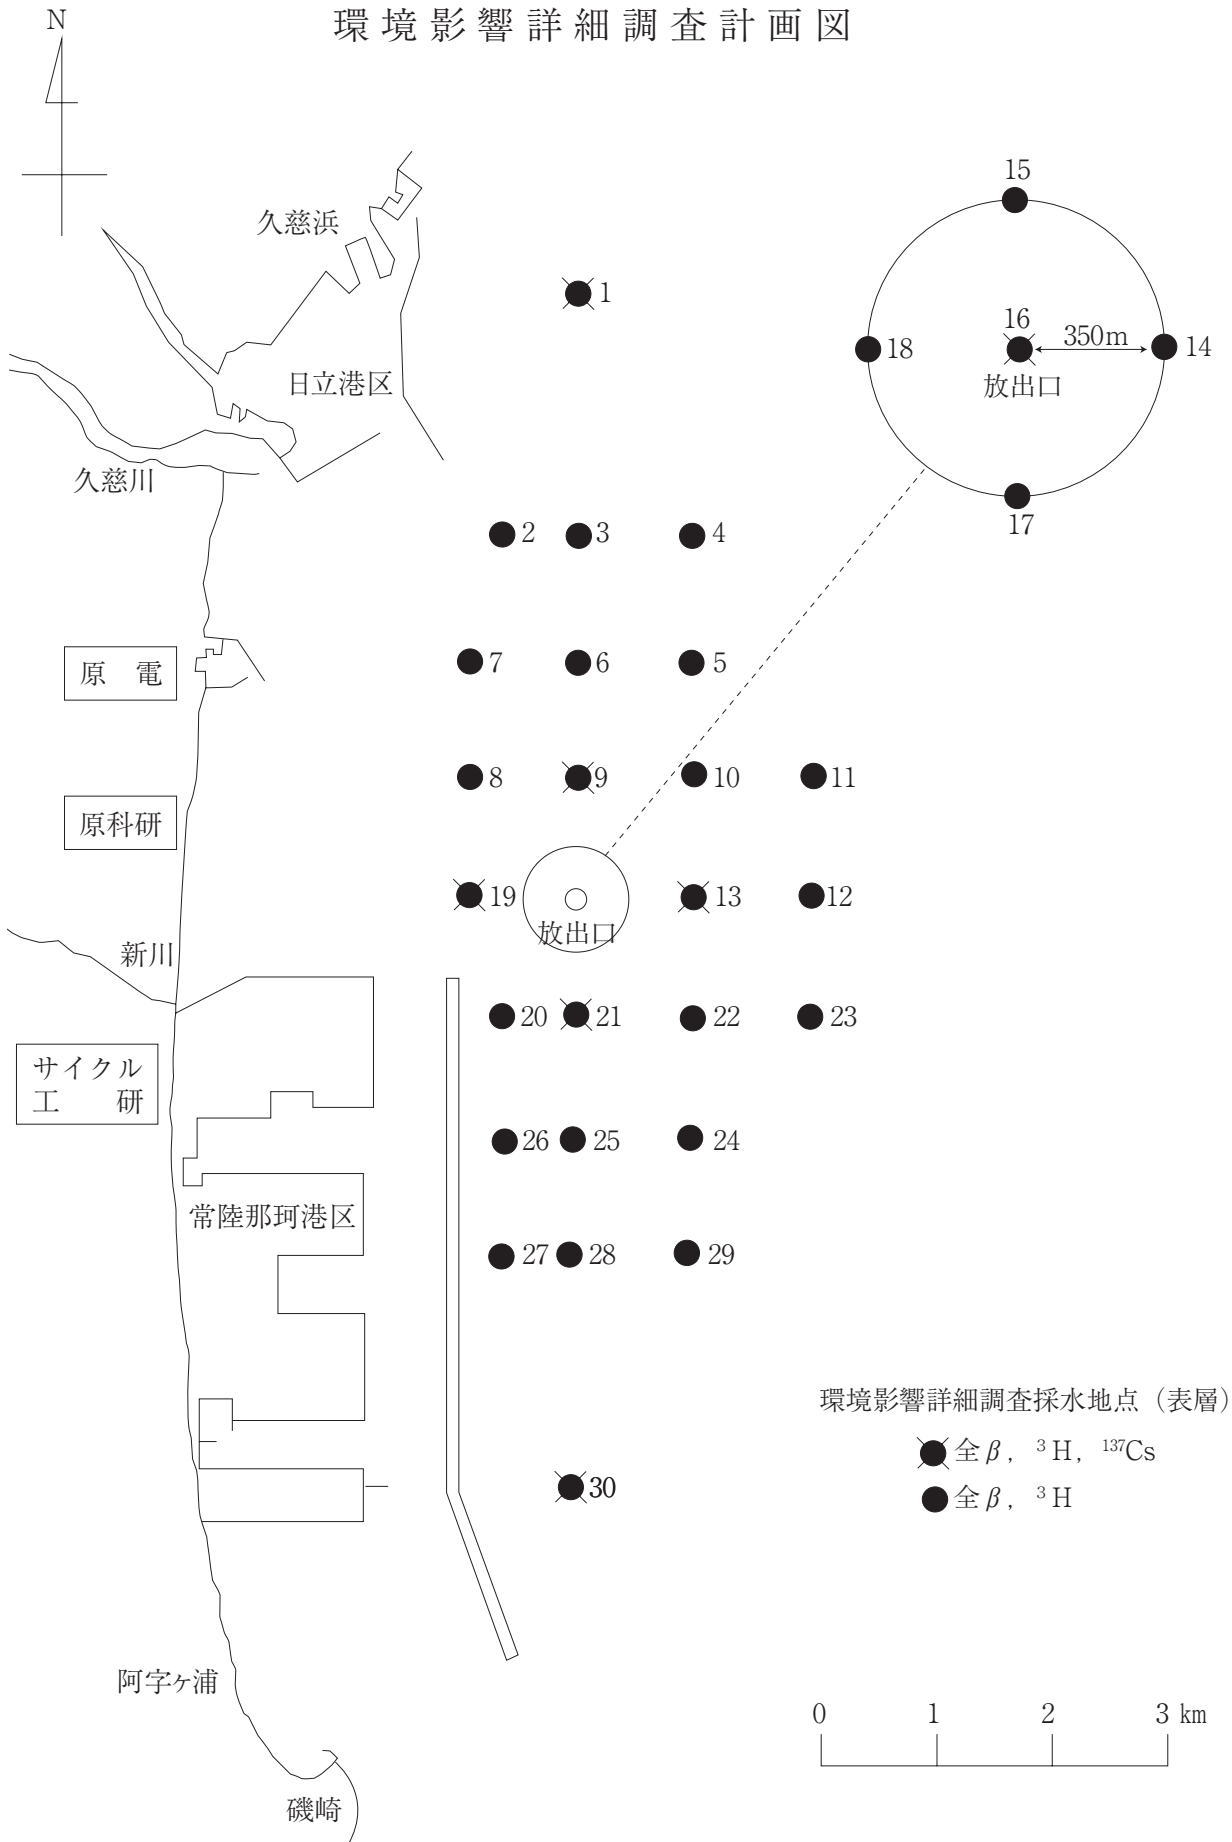 環境影響詳細調査計画図
N
久慈浜
15
1
16
350m
14
18
放出口
日立港区
久慈川
17
2
3
4
原 電
7
6
5
8
9
10
11
原科研
19
13
12
放出口
新川
20
21
22
23
サイクル
工 研
26
25
24
常陸那珂港区
27
28
29
環境影響詳細調査採水地点（表層）
全β, ³H, ¹³⁷Cs
30
全β, ³H
阿字ヶ浦
0 1 2 3 km
磯崎